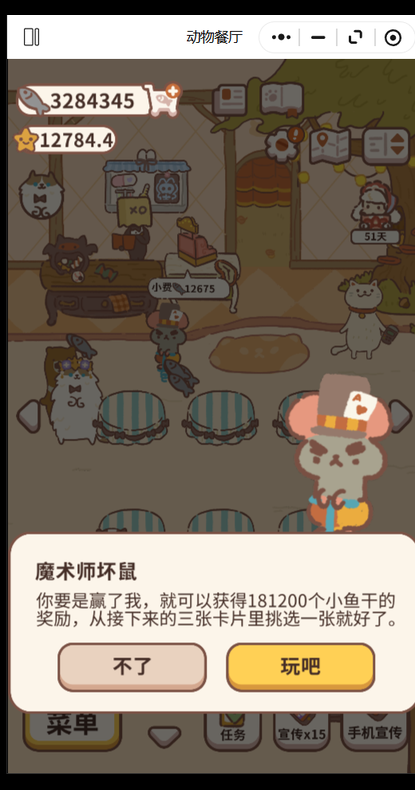 动物餐厅
3284345
12784.4
XO
51天
小费 12675
A
魔术师坏鼠
你要是赢了我，就可以获得181200个小鱼干的
奖励，从接下来的三张卡片里挑选一张就好了。
不了
玩吧
菜单
任务
宣传x15
手机宣传